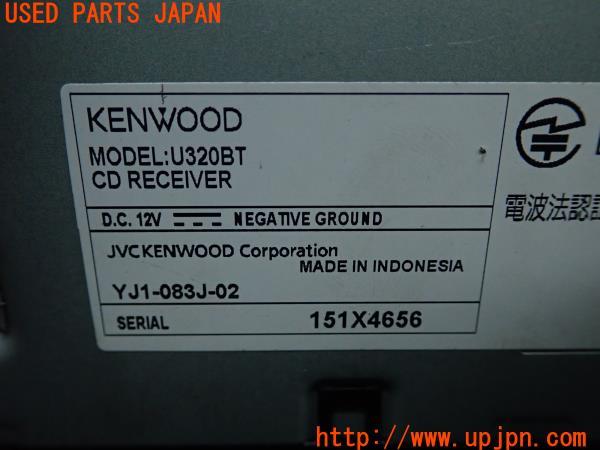 USED PARTS JAPAN
KENWOOD
MODEL:U320BT
CD RECEIVER
D.C. 12V NEGATIVE GROUND
JVCKENWOOD Corporation
MADE IN INDONESIA
YJ1-083J-02
SERIAL 151X4656
電波法認証
http://www.upjpn.com/